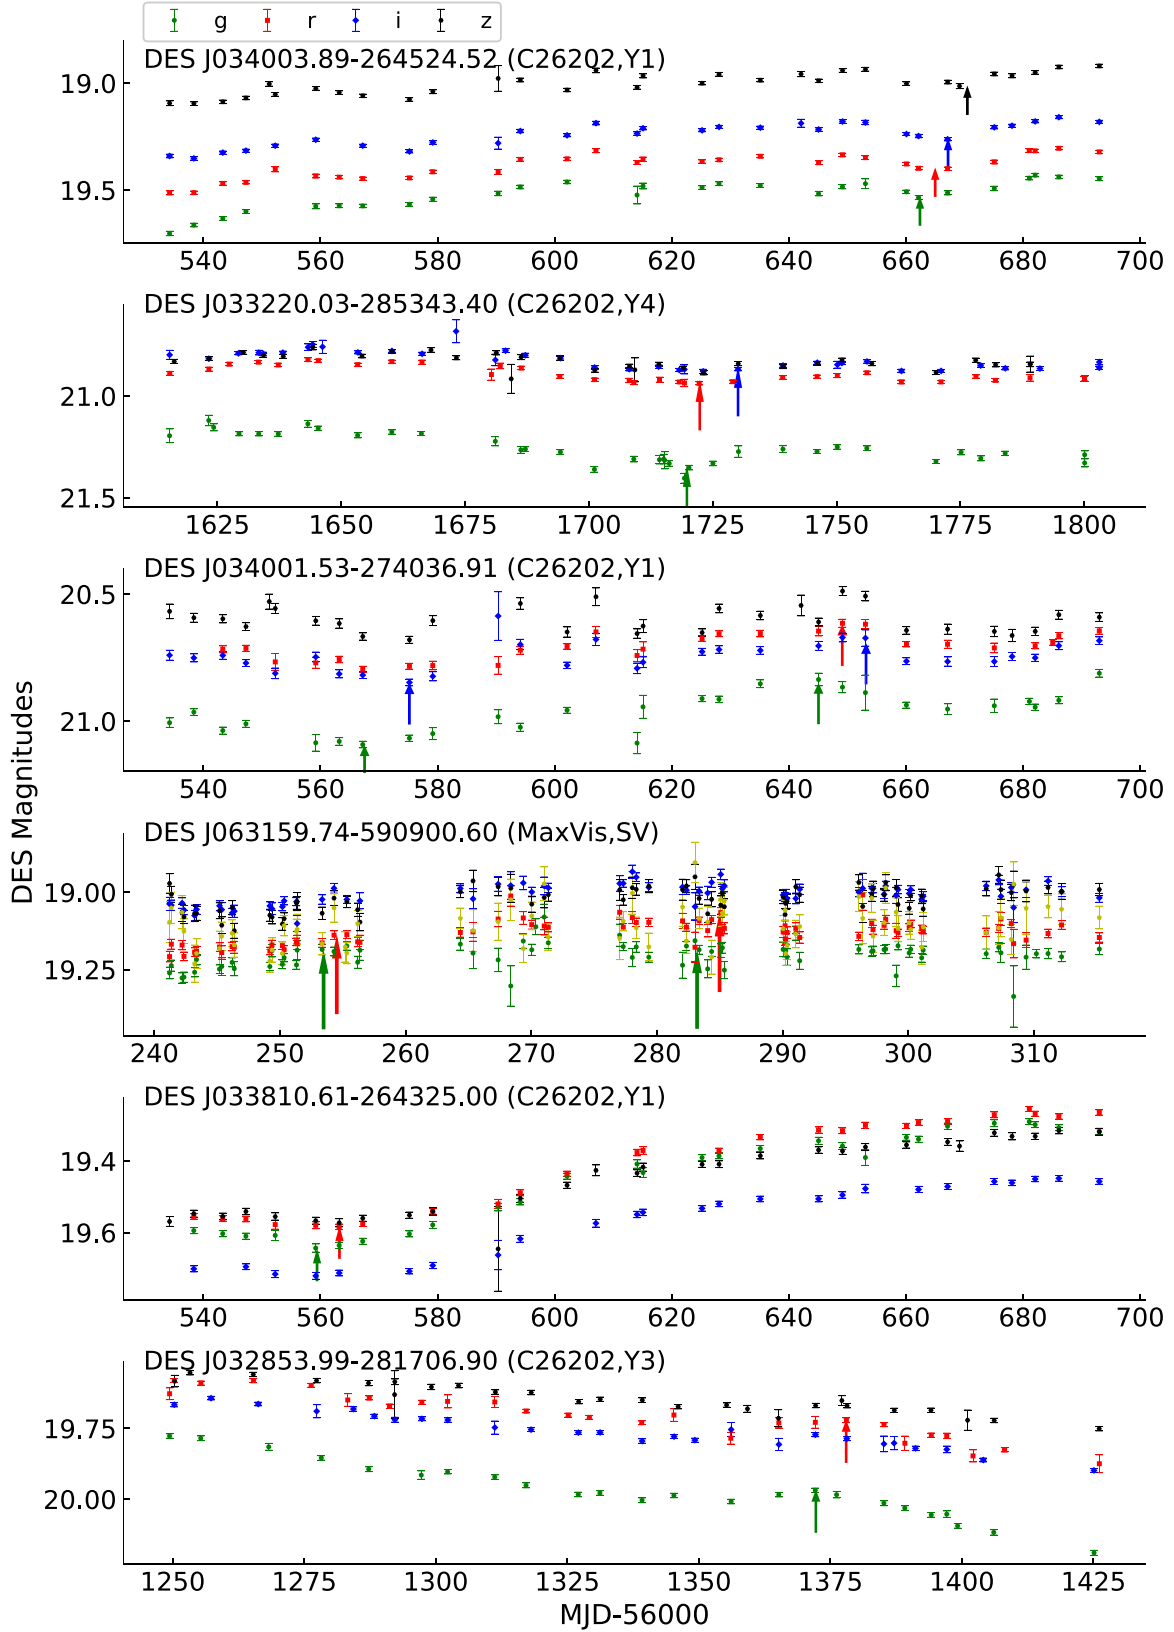 g r i z
DES J034003.89-264524.52 (C26202,Y1)
19.0
19.5
540 560 580 600 620 640 660 680 700
DES J033220.03-285343.40 (C26202,Y4)
21.0
21.5
1625 1650 1675 1700 1725 1750 1775 1800
DES J034001.53-274036.91 (C26202,Y1)
20.5
21.0
540 560 580 600 620 640 660 680 700
DES Magnitudes
DES J063159.74-590900.60 (MaxVis,SV)
19.00
19.25
240 250 260 270 280 290 300 310
DES J033810.61-264325.00 (C26202,Y1)
19.4
19.6
540 560 580 600 620 640 660 680 700
DES J032853.99-281706.90 (C26202,Y3)
19.75
20.00
1250 1275 1300 1325 1350 1375 1400 1425
MJD-56000